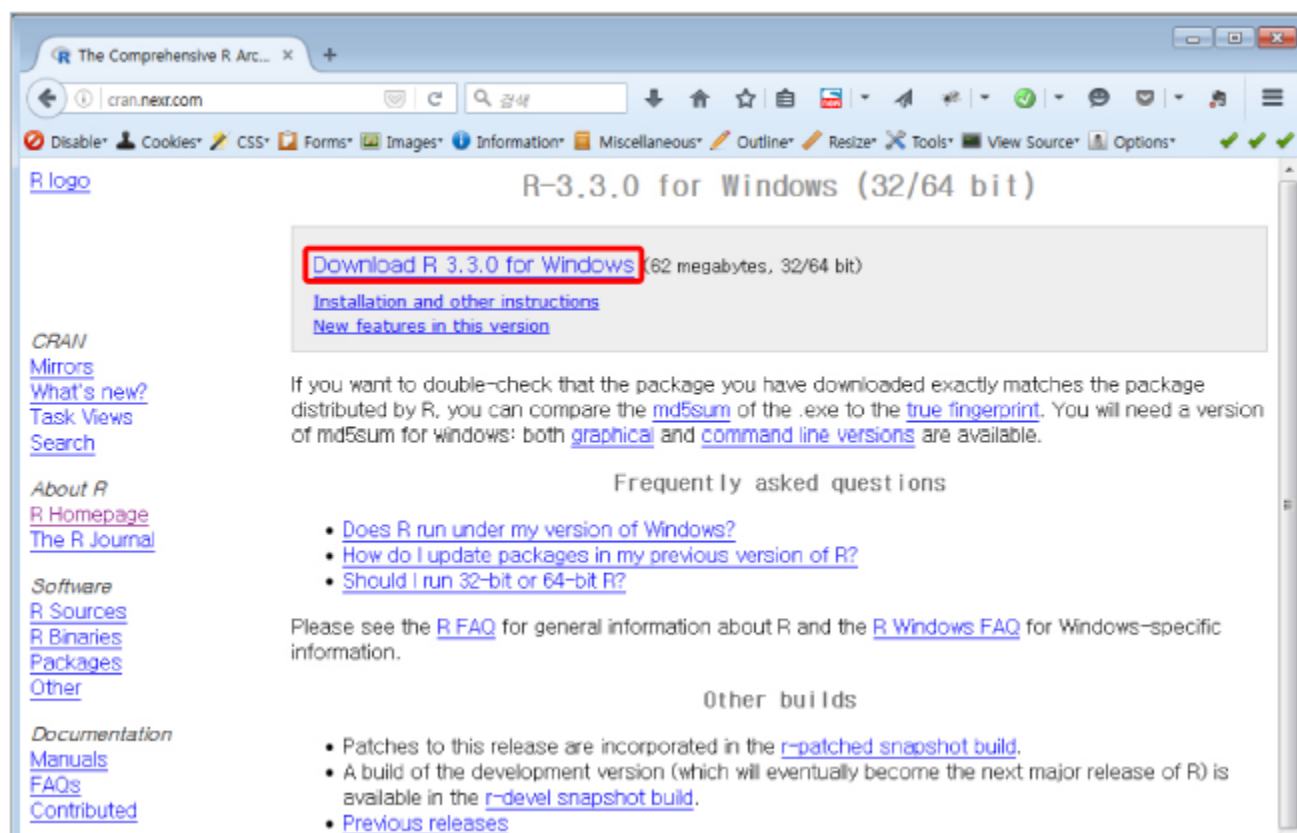 The Comprehensive R Arc...
cran.nexr.com
검색
Disable Cookies CSS Forms Images Information Miscellaneous Outline Resize Tools View Source Options
R logo
CRAN
Mirrors
What's new?
Task Views
Search
About R
R Homepage
The R Journal
Software
R Sources
R Binaries
Packages
Other
Documentation
Manuals
FAQs
Contributed
R-3.3.0 for Windows (32/64 bit)
Download R 3.3.0 for Windows (62 megabytes, 32/64 bit)
Installation and other instructions
New features in this version
If you want to double-check that the package you have downloaded exactly matches the package
distributed by R, you can compare the md5sum of the .exe to the true fingerprint. You will need a version
of md5sum for windows: both graphical and command line versions are available.
Frequently asked questions
• Does R run under my version of Windows?
• How do I update packages in my previous version of R?
• Should I run 32-bit or 64-bit R?
Please see the R FAQ for general information about R and the R Windows FAQ for Windows-specific
information.
Other builds
• Patches to this release are incorporated in the r-patched snapshot build.
• A build of the development version (which will eventually become the next major release of R) is
available in the r-devel snapshot build.
• Previous releases